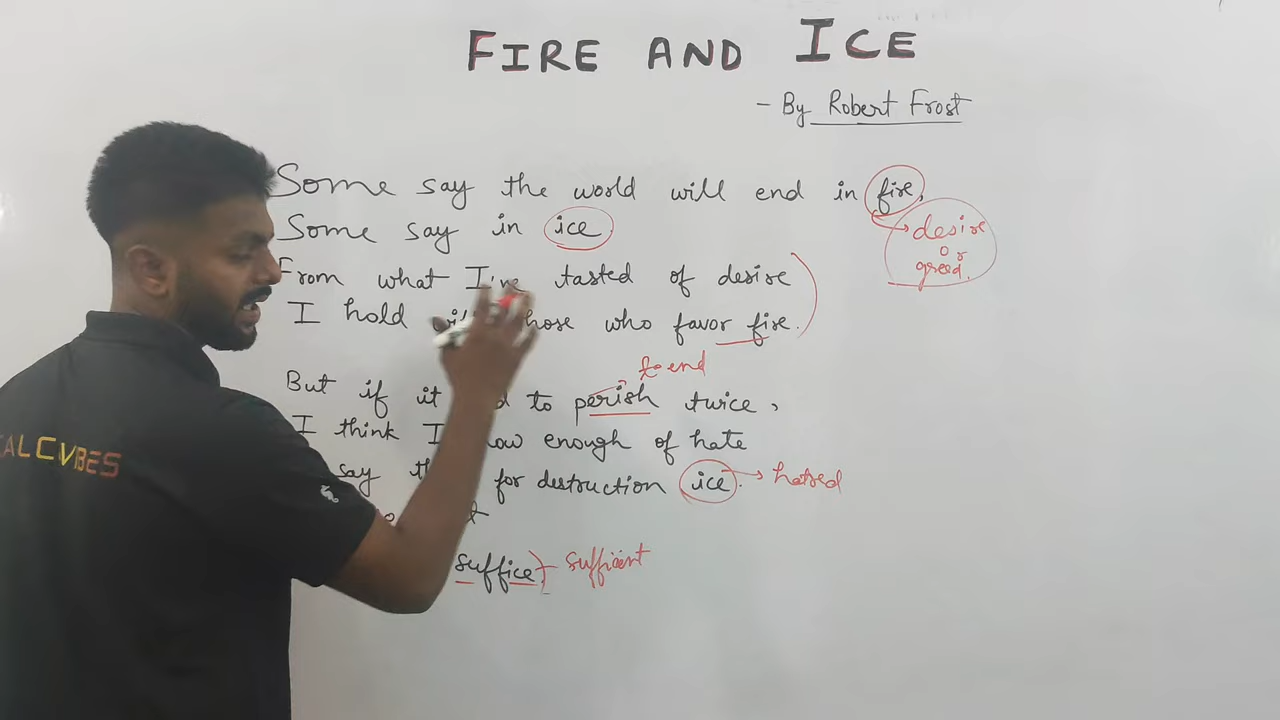 FIRE AND ICE
- By Robert Frost
Some say the world will end in fire,
desire
or
greed.
Some say in ice
From what I've tasted of desire
I hold those who favor fire.
to end
But if it to perish twice,
I think I enough of hate
say for destruction ice. → hatred
suffice sufficient
CALCVIBES